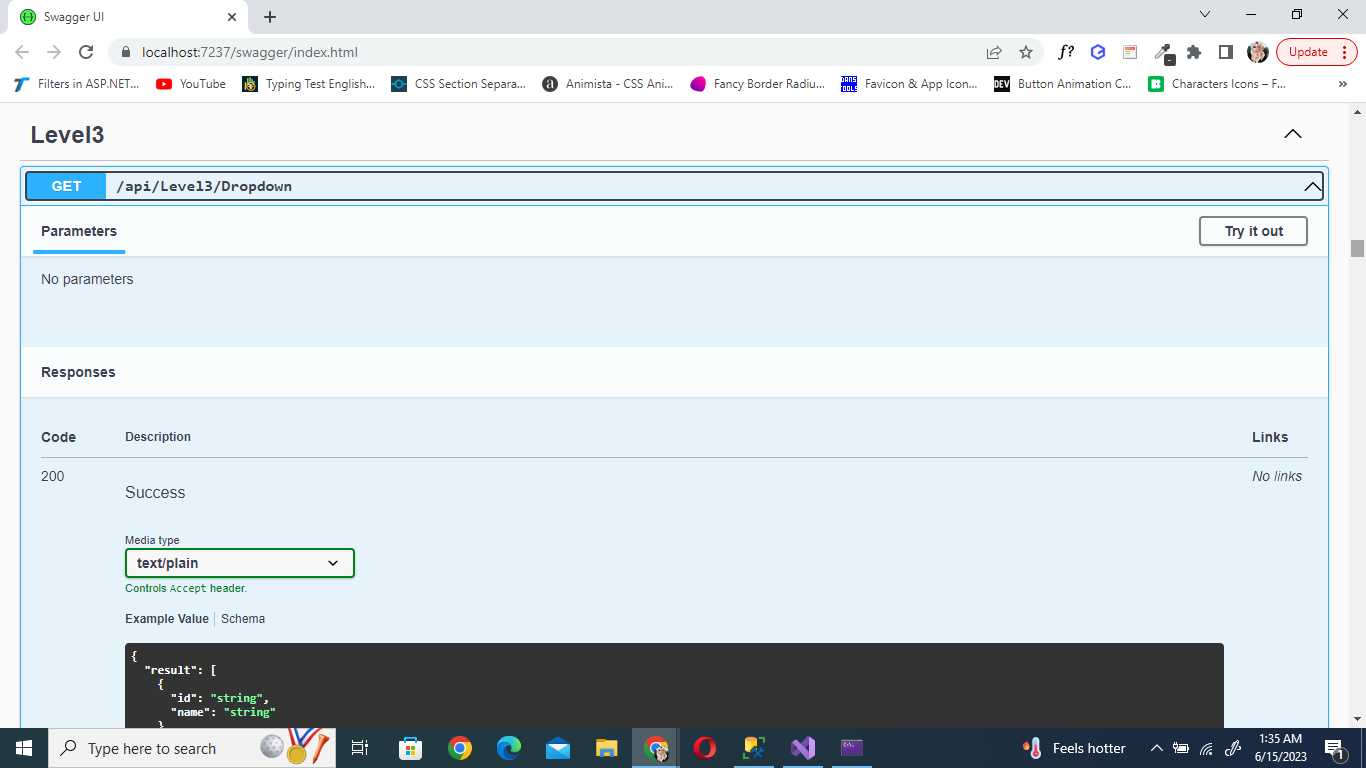 Swagger UI
localhost:7237/swagger/index.html
f?
Update
Filters in ASP.NET...
YouTube
Typing Test English...
CSS Section Separa...
a
Animista - CSS Ani...
Fancy Border Radiu...
DANS TOOLS
Favicon & App Icon...
DEV
Button Animation C...
Characters Icons – F...
»
Level3
GET /api/Level3/Dropdown
Parameters
Try it out
No parameters
Responses
Code Description Links
200
Success
No links
Media type
text/plain
Controls Accept header.
Example Value Schema
{
"result": [
{
"id": "string",
"name": "string"
}
Type here to search
Feels hotter
1:35 AM
6/15/2023
1